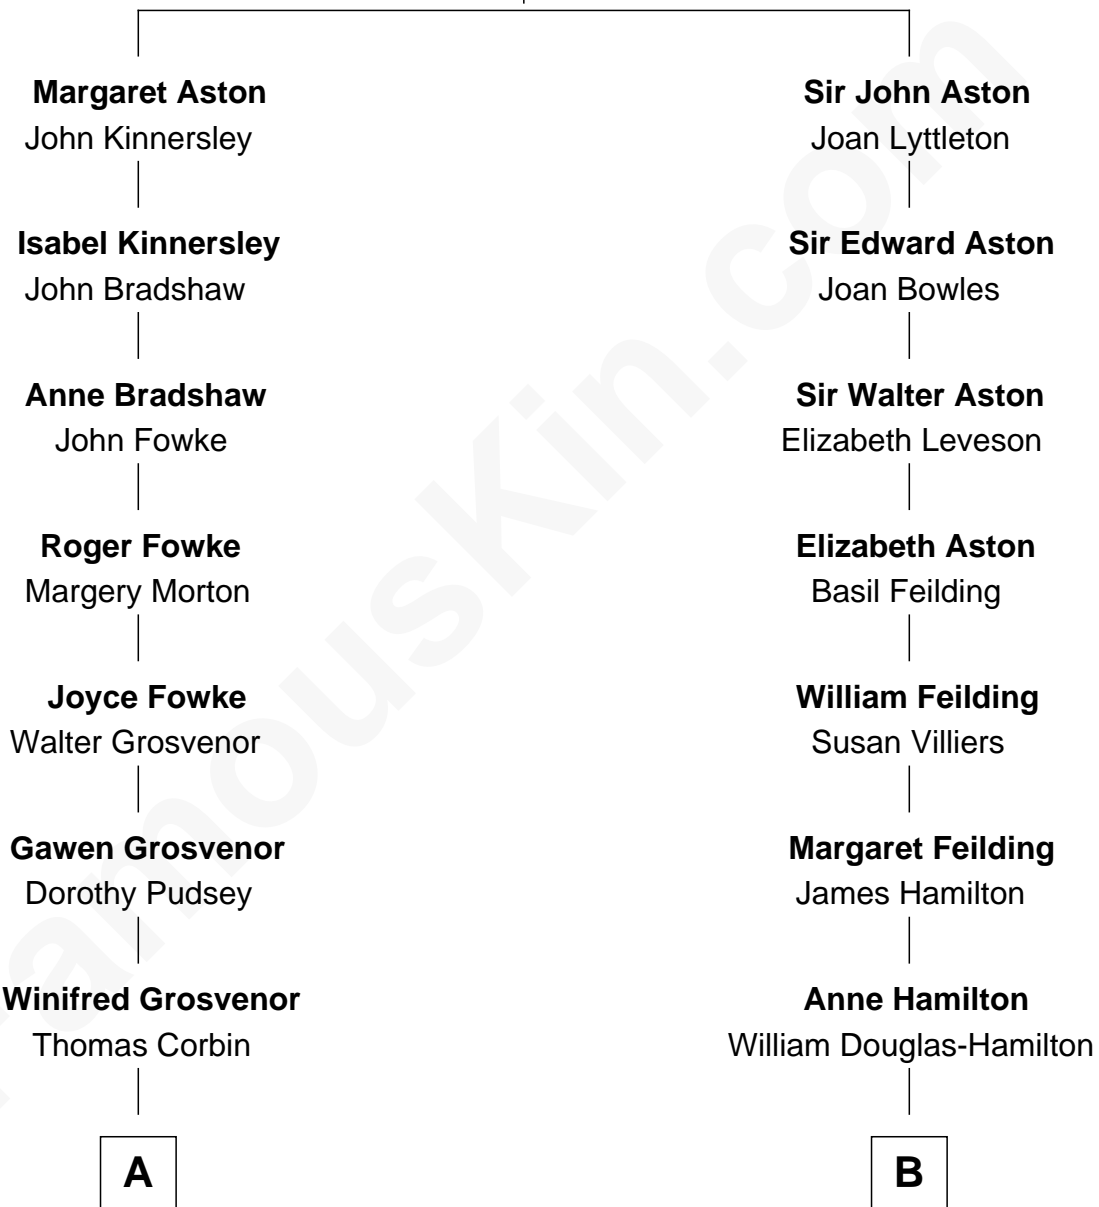 Margaret Aston
John Kinnersley
Isabel Kinnersley
John Bradshaw
Anne Bradshaw
John Fowke
Roger Fowke
Margery Morton
Joyce Fowke
Walter Grosvenor
Gawen Grosvenor
Dorothy Pudsey
Winifred Grosvenor
Thomas Corbin
A
Sir John Aston
Joan Lyttleton
Sir Edward Aston
Joan Bowles
Sir Walter Aston
Elizabeth Leveson
Elizabeth Aston
Basil Feilding
William Feilding
Susan Villiers
Margaret Feilding
James Hamilton
Anne Hamilton
William Douglas-Hamilton
B
FamousKin.com